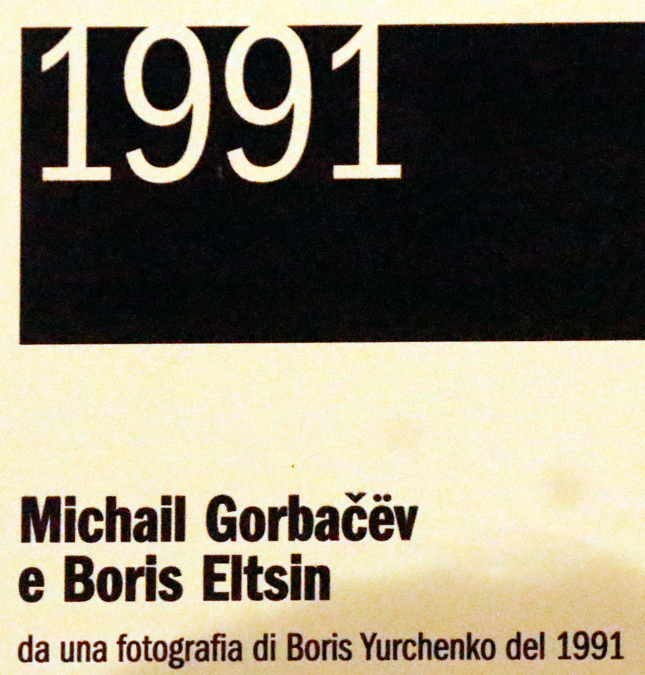 1991
Michail Gorbačëv
e Boris Eltsin
da una fotografia di Boris Yurchenko del 1991